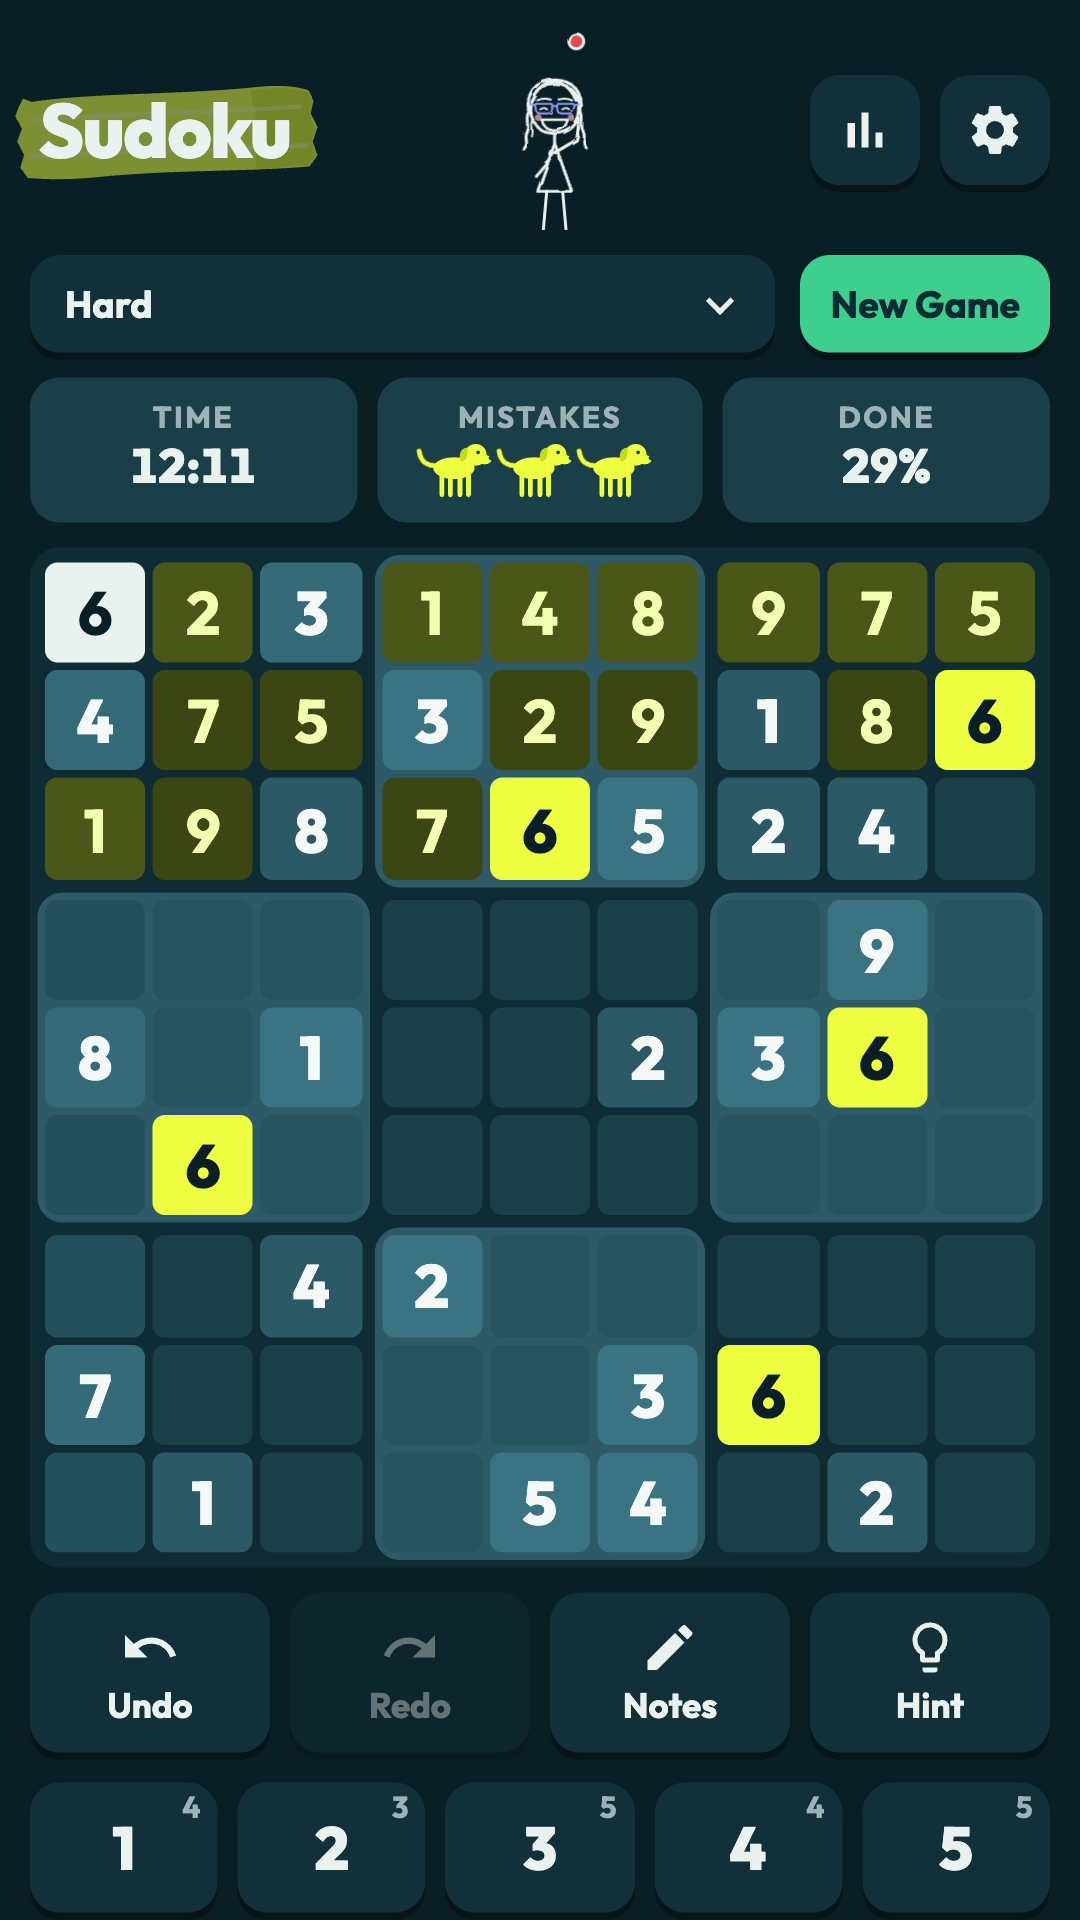 Sudoku
Hard
New Game
TIME
MISTAKES
DONE
12:11
29%
6 2 3 1 4 8 9 7 5
4 7 5 3 2 9 1 8 6
1 9 8 7 6 5 2 4
9
8 1 2 3 6
6
4 2
7 3 6
1 5 4 2
Undo
Redo
Notes
Hint
4 3 5 4 5
1 2 3 4 5